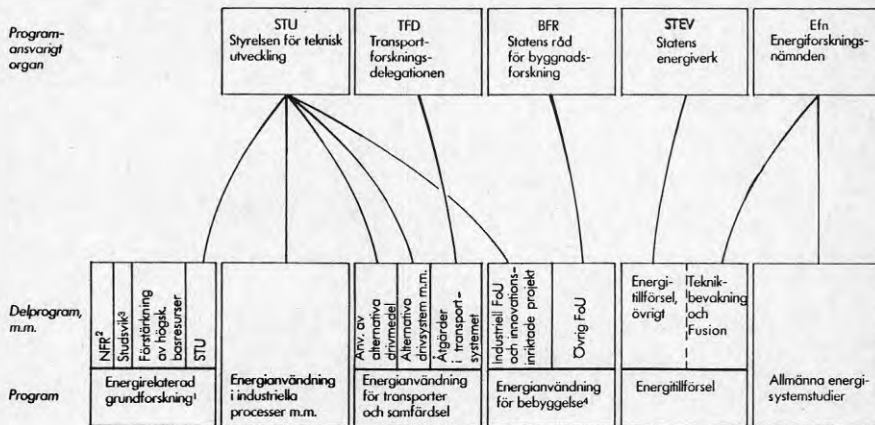 Program-
ansvarigt
organ
STU
Styrelsen för teknisk
utveckling
TFD
Transport-
forsknings-
delegationen
BFR
Statens råd
för byggnads-
forskning
STEV
Statens
energiverk
Efn
Energiforsknings-
nämnden
Delprogram,
m.m.
NFR²
Studsvik³
Förstärkning
av högsk.
basresurser
STU
Anv. av
alternativa
drivmedel
Alternativa
drivsystem m.m.
Åtgärder
i transport-
systemet
Industriell FoU
och innovations-
inriktade projekt
Övrig FoU
Energi-
tillförsel,
övrigt
Teknik-
bevakning
och
Fusion
Program
Energirelaterad
grundforskning¹
Energianvändning
i industriella
processer m.m.
Energianvändning
för transporter
och samfärdsel
Energianvändning
för bebyggelse⁴
Energitillförsel
Allmänna energi-
systemstudier